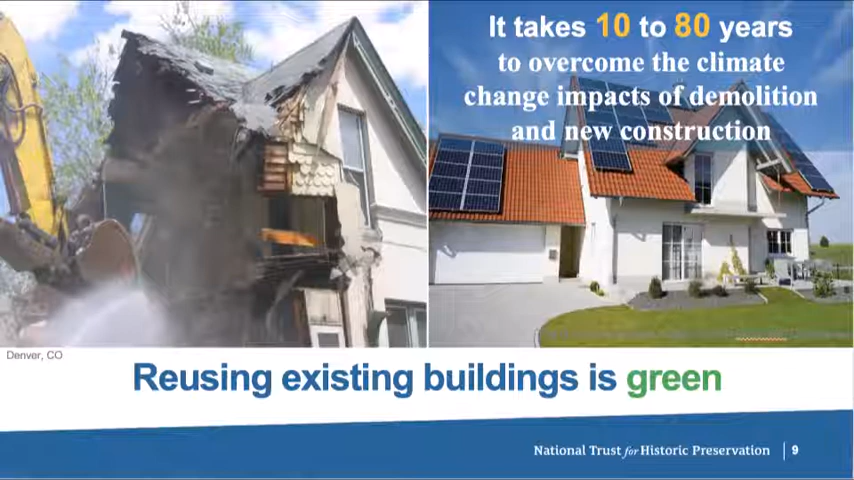 It takes 10 to 80 years
to overcome the climate
change impacts of demolition
and new construction
Denver, CO
Reusing existing buildings is green
National Trust for Historic Preservation | 9